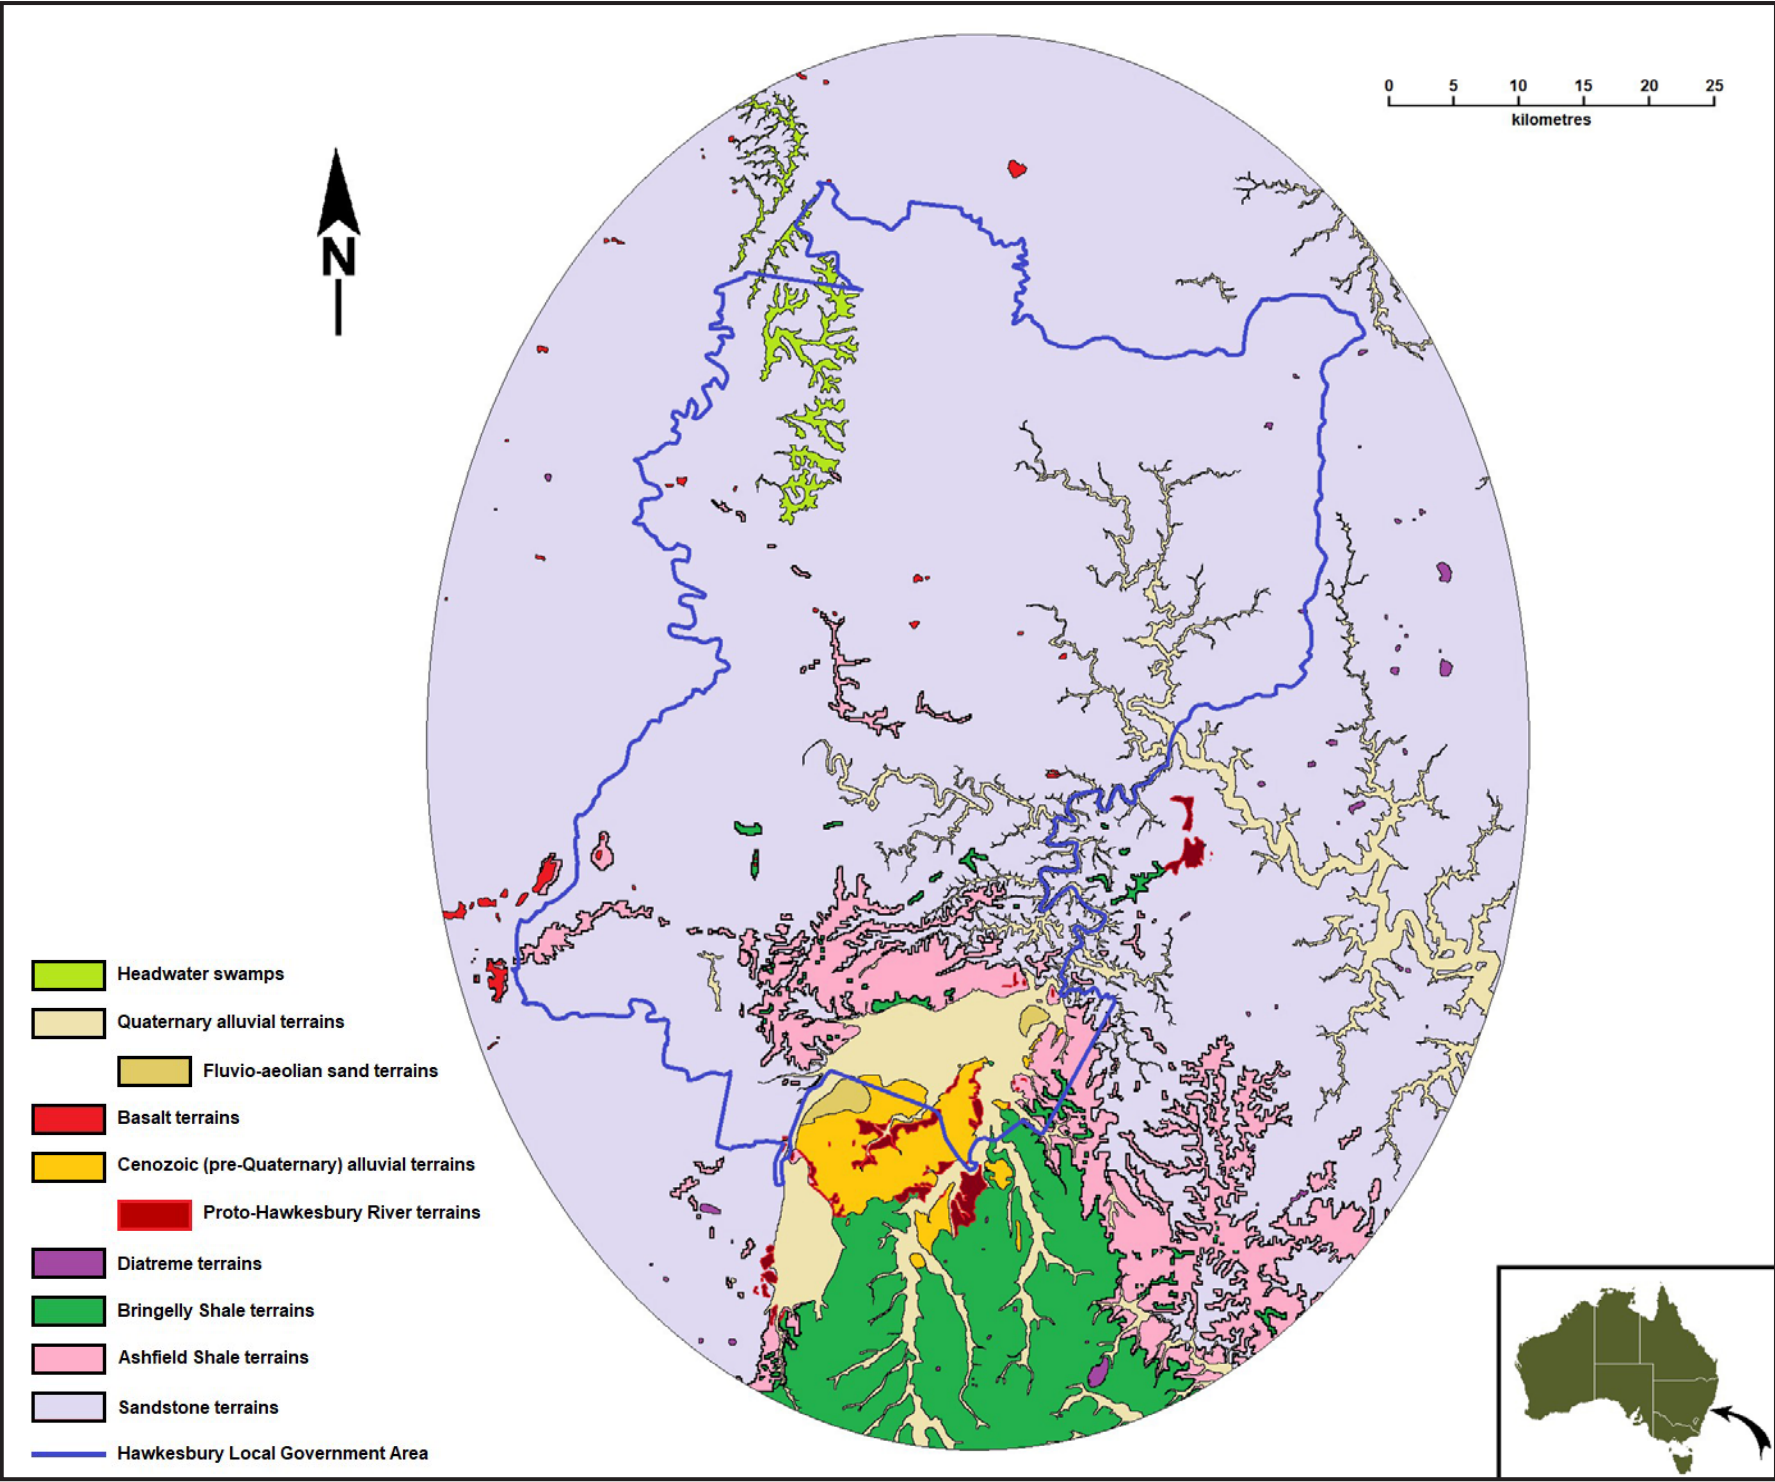 0 5 10 15 20 25
kilometres
N
Headwater swamps
Quaternary alluvial terrains
Fluvio-aeolian sand terrains
Basalt terrains
Cenozoic (pre-Quaternary) alluvial terrains
Proto-Hawkesbury River terrains
Diatreme terrains
Bringelly Shale terrains
Ashfield Shale terrains
Sandstone terrains
Hawkesbury Local Government Area